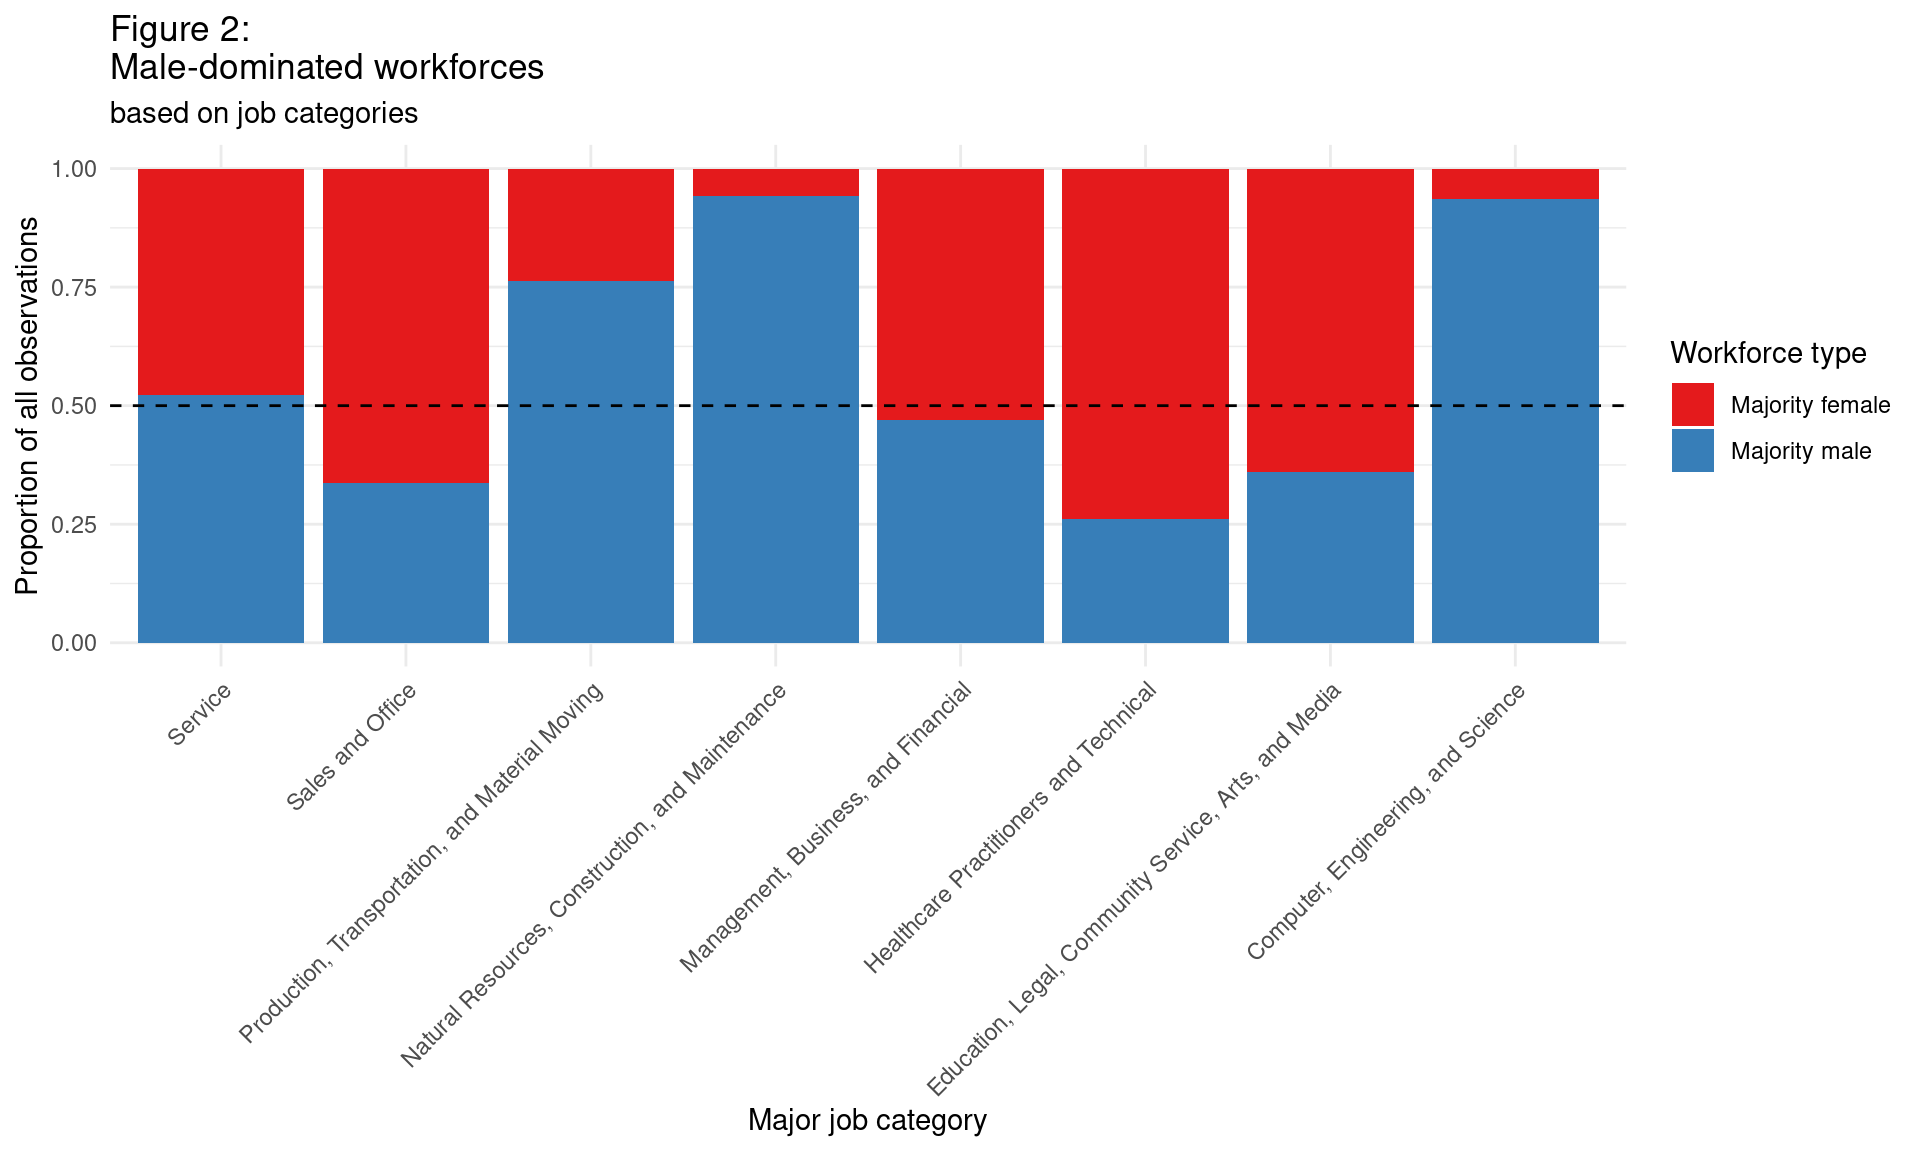 Figure 2:
Male-dominated workforces
based on job categories
Proportion of all observations
1.00
0.75
0.50
0.25
0.00
Service
Sales and Office
Production, Transportation, and Material Moving
Natural Resources, Construction, and Maintenance
Management, Business, and Financial
Healthcare Practitioners and Technical
Education, Legal, Community Service, Arts, and Media
Computer, Engineering, and Science
Major job category
Workforce type
Majority female
Majority male